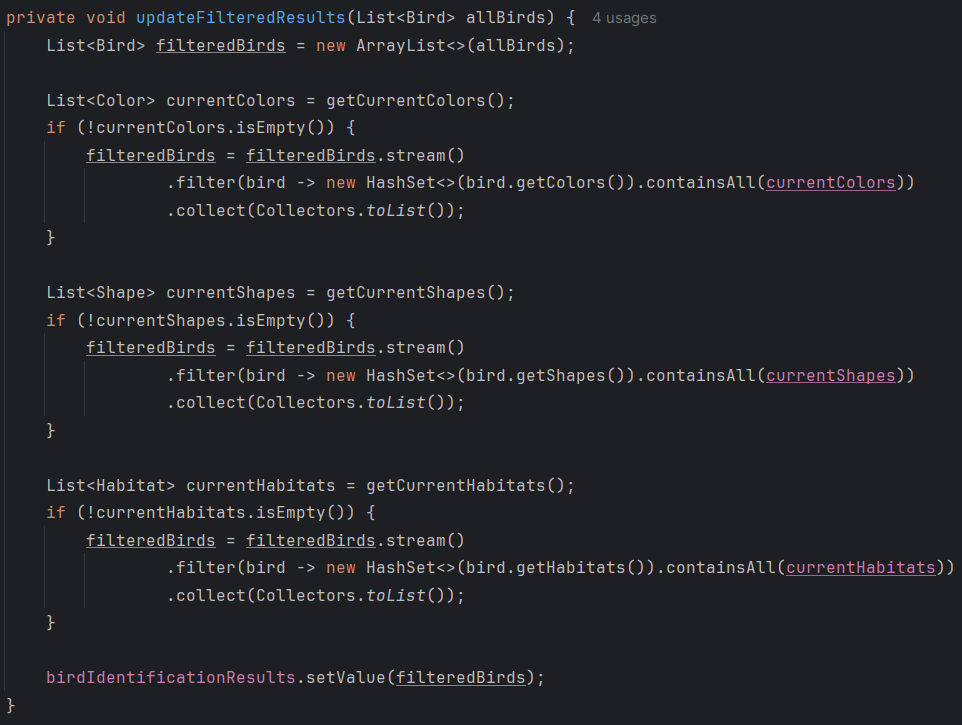 private void updateFilteredResults(List<Bird> allBirds) {  4 usages
    List<Bird> filteredBirds = new ArrayList<>(allBirds);

    List<Color> currentColors = getCurrentColors();
    if (!currentColors.isEmpty()) {
        filteredBirds = filteredBirds.stream()
                .filter(bird -> new HashSet<>(bird.getColors()).containsAll(currentColors))
                .collect(Collectors.toList());
    }

    List<Shape> currentShapes = getCurrentShapes();
    if (!currentShapes.isEmpty()) {
        filteredBirds = filteredBirds.stream()
                .filter(bird -> new HashSet<>(bird.getShapes()).containsAll(currentShapes))
                .collect(Collectors.toList());
    }

    List<Habitat> currentHabitats = getCurrentHabitats();
    if (!currentHabitats.isEmpty()) {
        filteredBirds = filteredBirds.stream()
                .filter(bird -> new HashSet<>(bird.getHabitats()).containsAll(currentHabitats))
                .collect(Collectors.toList());
    }

    birdIdentificationResults.setValue(filteredBirds);
}